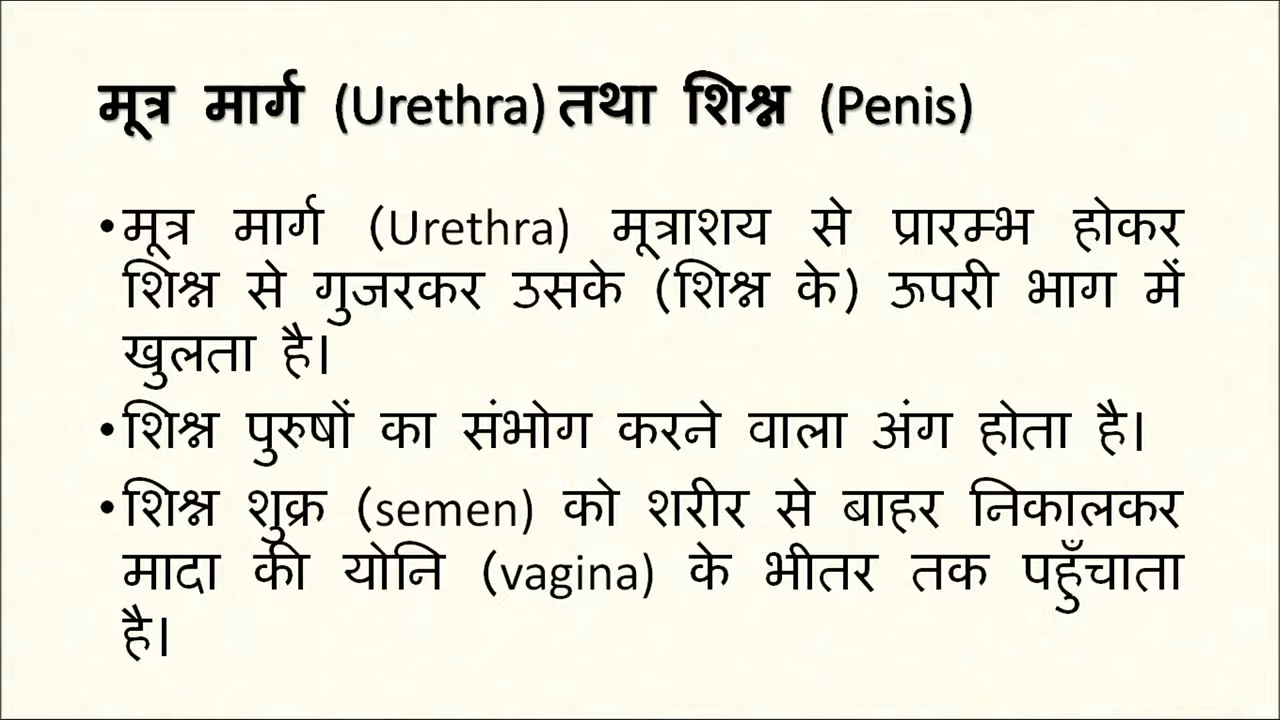 मूत्र मार्ग (Urethra) तथा शिश्न (Penis)
•मूत्र मार्ग (Urethra) मूत्राशय से प्रारम्भ होकर
शिश्न से गुजरकर उसके (शिश्न के) ऊपरी भाग में
खुलता है।
•शिश्न पुरुषों का संभोग करने वाला अंग होता है।
•शिश्न शुक्र (semen) को शरीर से बाहर निकालकर
मादा की योनि (vagina) के भीतर तक पहुँचाता
है।